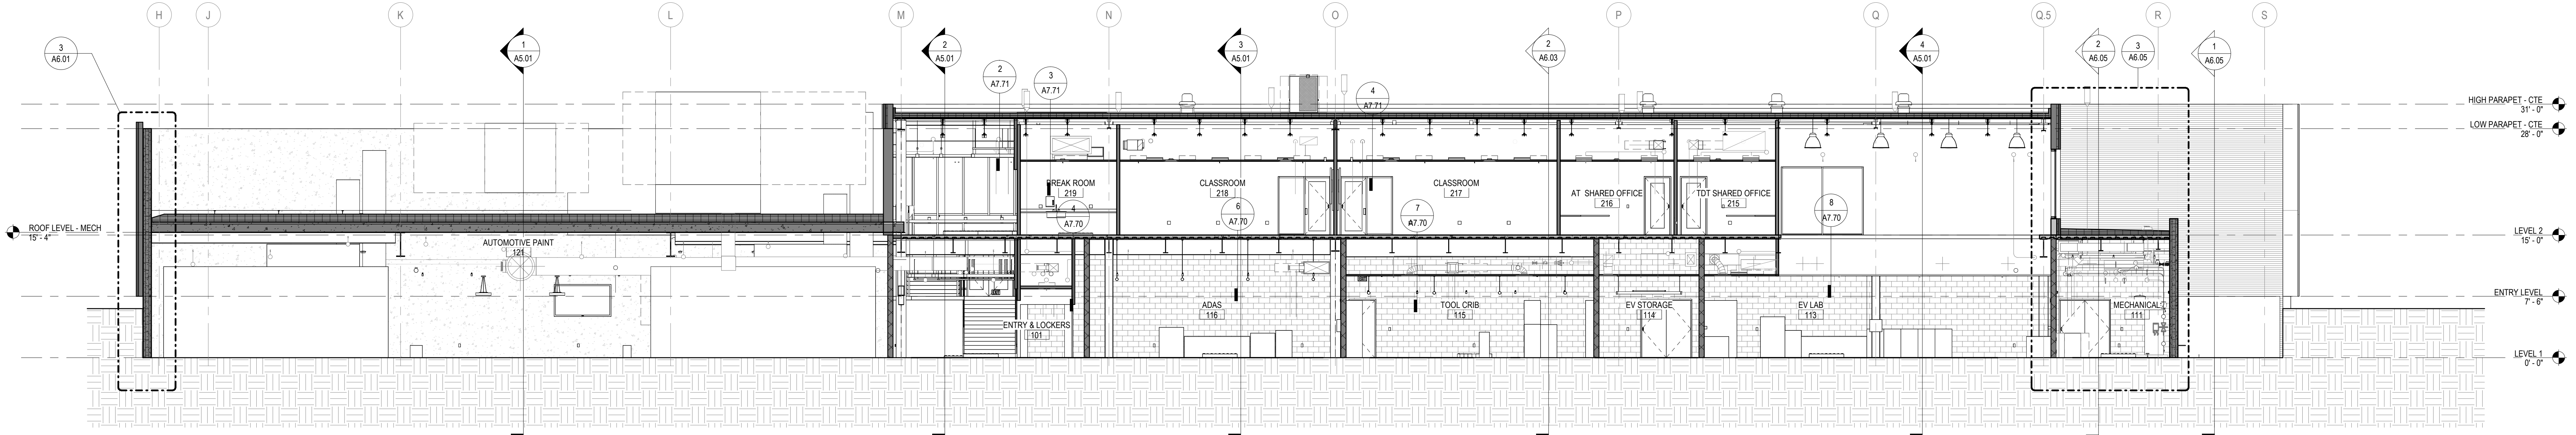 H
J
K
L
M
N
O
P
Q
Q.5
R
S
3
A6.01
1
A5.01
2
A5.01
2
A7.71
3
A7.71
3
A5.01
4
A7.71
2
A6.03
4
A5.01
2
A6.05
3
A6.05
1
A6.05
HIGH PARAPET - CTE
31' - 0"
LOW PARAPET - CTE
28' - 0"
BREAK ROOM
219
CLASSROOM
218
CLASSROOM
217
AT SHARED OFFICE
216
TDT SHARED OFFICE
215
4
A7.70
6
A7.70
7
A7.70
8
A7.70
ROOF LEVEL - MECH
15' - 4"
LEVEL 2
15' - 0"
AUTOMOTIVE PAINT
121
ENTRY LEVEL
7' - 6"
ENTRY & LOCKERS
101
ADAS
116
TOOL CRIB
115
EV STORAGE
114
EV LAB
113
MECHANICAL
111
LEVEL 1
0' - 0"